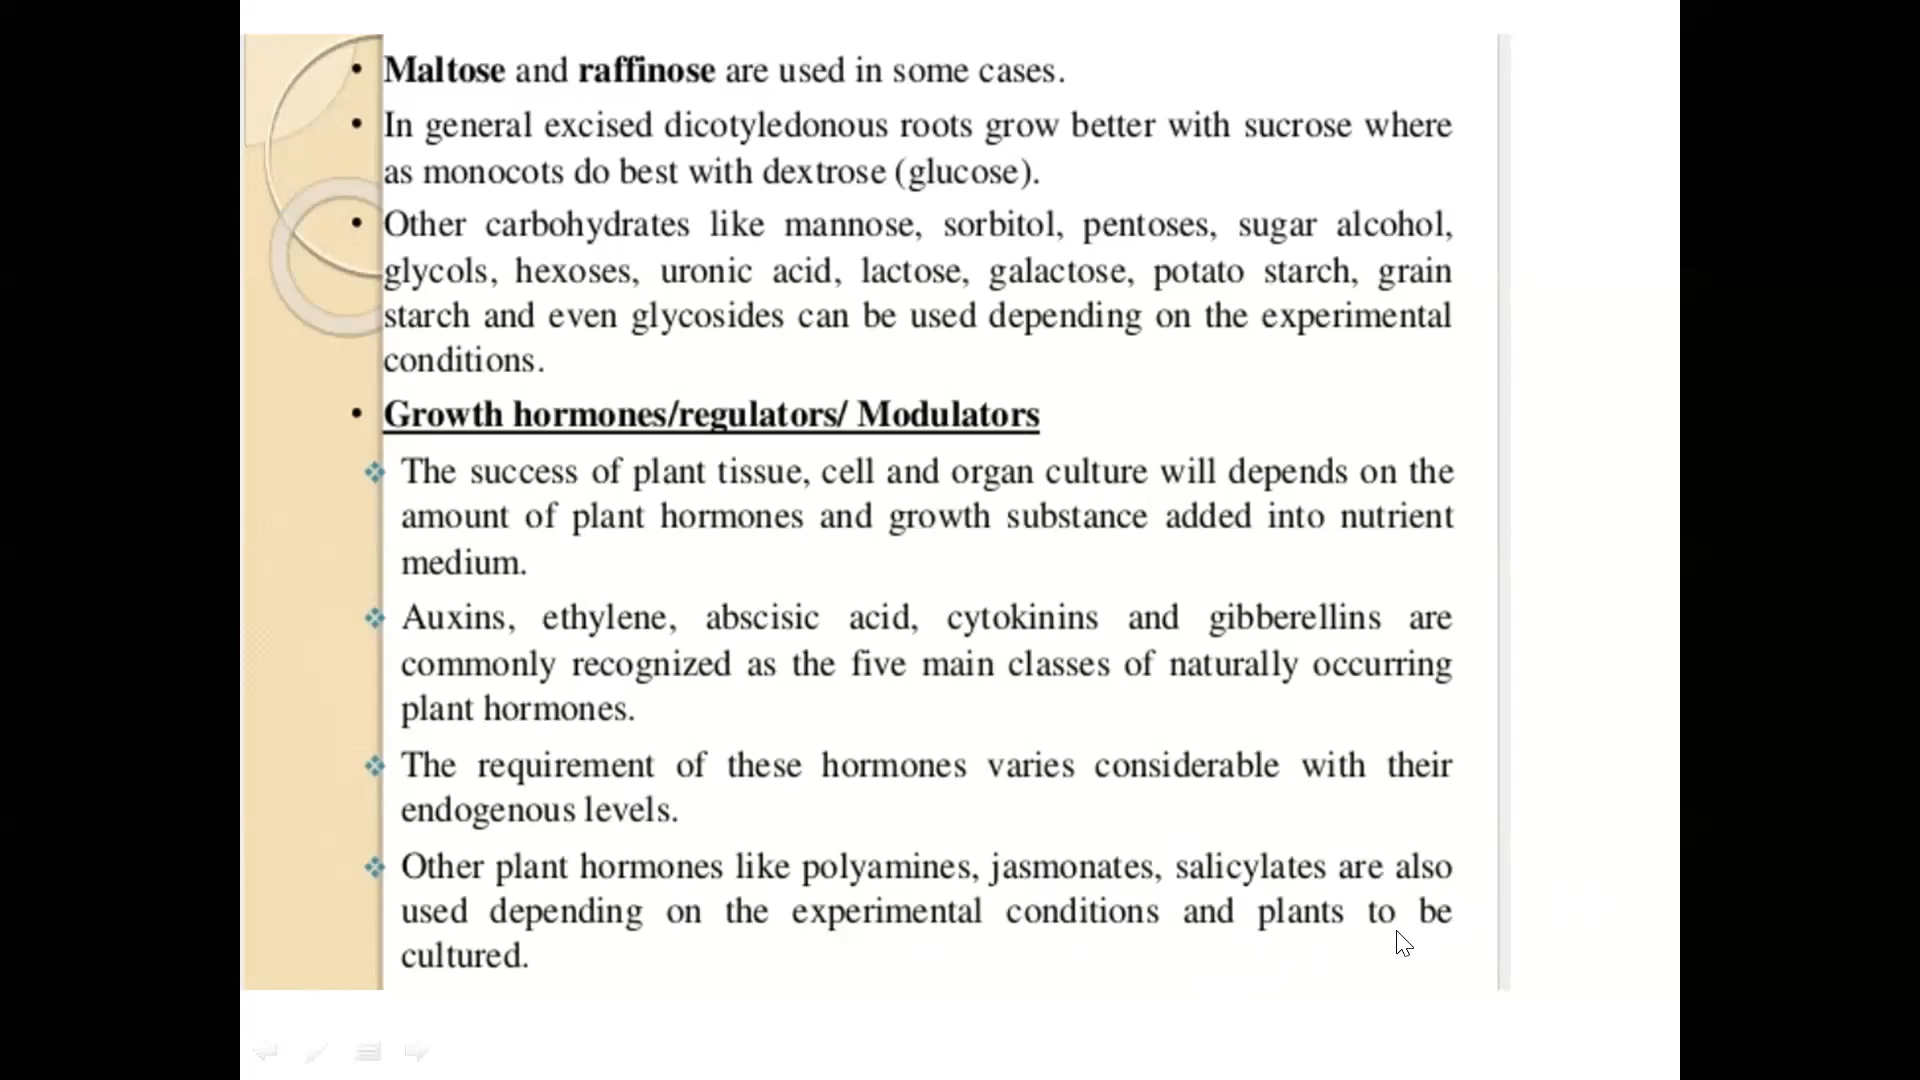 • Maltose and raffinose are used in some cases.
• In general excised dicotyledonous roots grow better with sucrose where
as monocots do best with dextrose (glucose).
• Other carbohydrates like mannose, sorbitol, pentoses, sugar alcohol,
glycols, hexoses, uronic acid, lactose, galactose, potato starch, grain
starch and even glycosides can be used depending on the experimental
conditions.
• Growth hormones/regulators/ Modulators
❖ The success of plant tissue, cell and organ culture will depends on the
amount of plant hormones and growth substance added into nutrient
medium.
❖ Auxins, ethylene, abscisic acid, cytokinins and gibberellins are
commonly recognized as the five main classes of naturally occurring
plant hormones.
❖ The requirement of these hormones varies considerable with their
endogenous levels.
❖ Other plant hormones like polyamines, jasmonates, salicylates are also
used depending on the experimental conditions and plants to be
cultured.